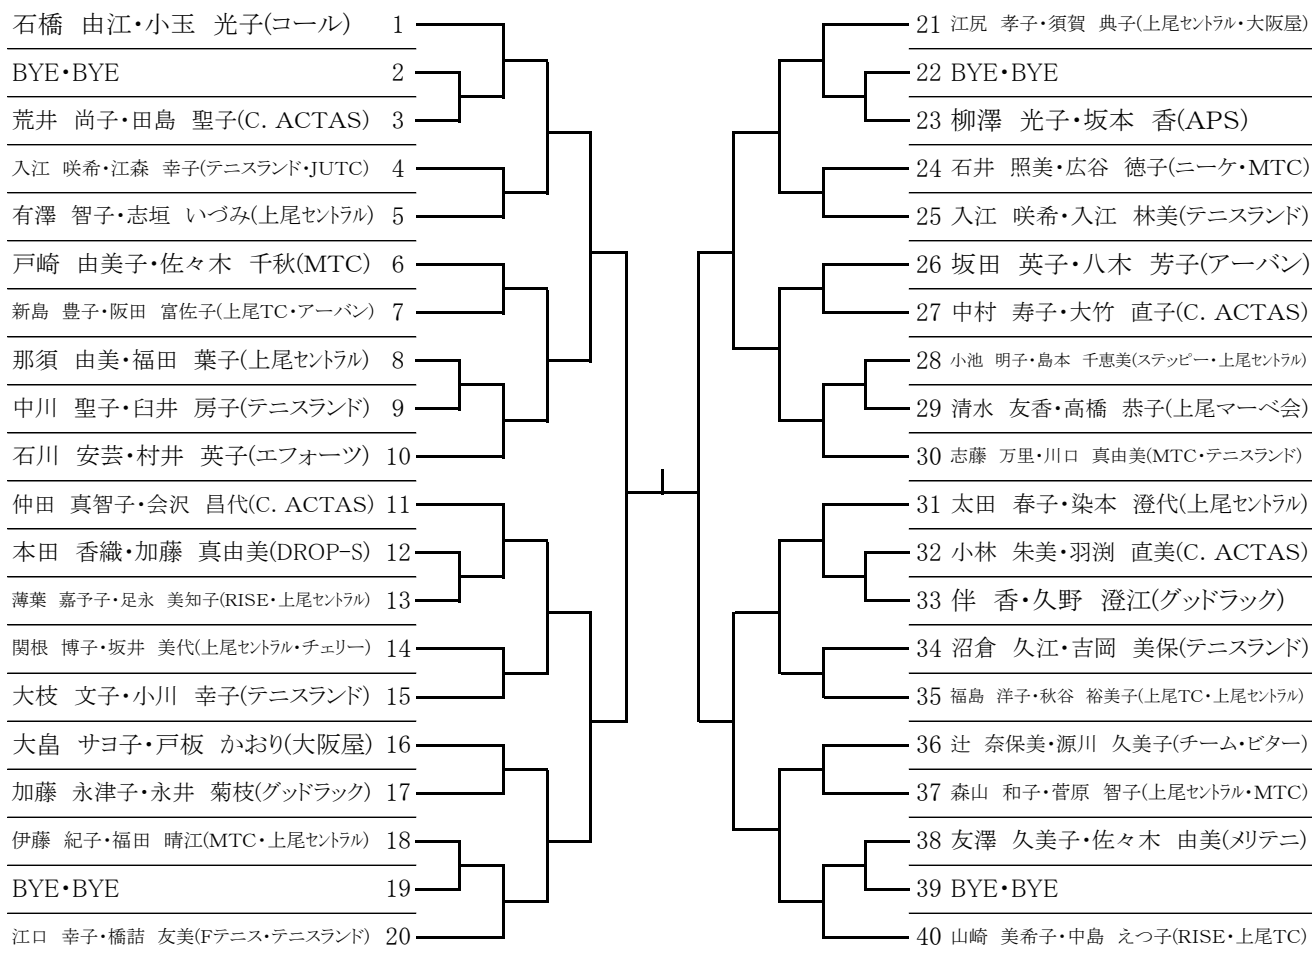 石橋 由江・小玉 光子(コール) 1
BYE・BYE 2
荒井 尚子・田島 聖子(C. ACTAS) 3
入江 咲希・江森 幸子(テニスランド・JUTC) 4
有澤 智子・志垣 いづみ(上尾セントラル) 5
戸崎 由美子・佐々木 千秋(MTC) 6
新島 豊子・阪田 富佐子(上尾TC・アーバン) 7
那須 由美・福田 葉子(上尾セントラル) 8
中川 聖子・臼井 房子(テニスランド) 9
石川 安芸・村井 英子(エフォーツ) 10
仲田 真智子・会沢 昌代(C. ACTAS) 11
本田 香織・加藤 真由美(DROP-S) 12
薄葉 嘉予子・足永 美知子(RISE・上尾セントラル) 13
関根 博子・坂井 美代(上尾セントラル・チェリー) 14
大枝 文子・小川 幸子(テニスランド) 15
大畠 サヨ子・戸板 かおり(大阪屋) 16
加藤 永津子・永井 菊枝(グッドラック) 17
伊藤 紀子・福田 晴江(MTC・上尾セントラル) 18
BYE・BYE 19
江口 幸子・橋詰 友美(Fテニス・テニスランド) 20
21 江尻 孝子・須賀 典子(上尾セントラル・大阪屋)
22 BYE・BYE
23 柳澤 光子・坂本 香(APS)
24 石井 照美・広谷 徳子(ニーケ・MTC)
25 入江 咲希・入江 林美(テニスランド)
26 坂田 英子・八木 芳子(アーバン)
27 中村 寿子・大竹 直子(C. ACTAS)
28 小池 明子・島本 千恵美(ステッピー・上尾セントラル)
29 清水 友香・高橋 恭子(上尾マーベ会)
30 志藤 万里・川口 真由美(MTC・テニスランド)
31 太田 春子・染本 澄代(上尾セントラル)
32 小林 朱美・羽渕 直美(C. ACTAS)
33 伴 香・久野 澄江(グッドラック)
34 沼倉 久江・吉岡 美保(テニスランド)
35 福島 洋子・秋谷 裕美子(上尾TC・上尾セントラル)
36 辻 奈保美・源川 久美子(チーム・ビター)
37 森山 和子・菅原 智子(上尾セントラル・MTC)
38 友澤 久美子・佐々木 由美(メリテニ)
39 BYE・BYE
40 山崎 美希子・中島 えつ子(RISE・上尾TC)